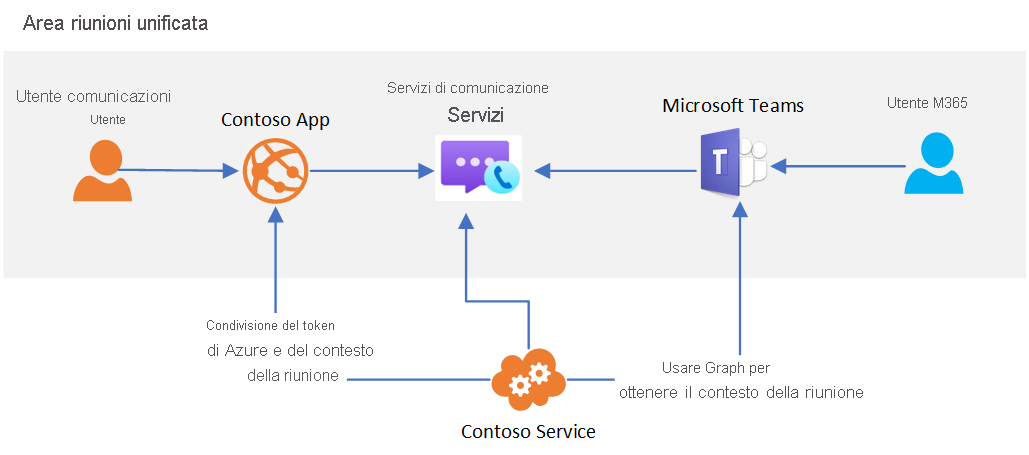 Area riunioni unificata
Utente comunicazioni
Utente
Contoso App
Servizi di comunicazione
Servizi
Microsoft Teams
Utente M365
T
Condivisione del token
di Azure e del contesto
della riunione
Usare Graph per
ottenere il contesto della riunione
Contoso Service